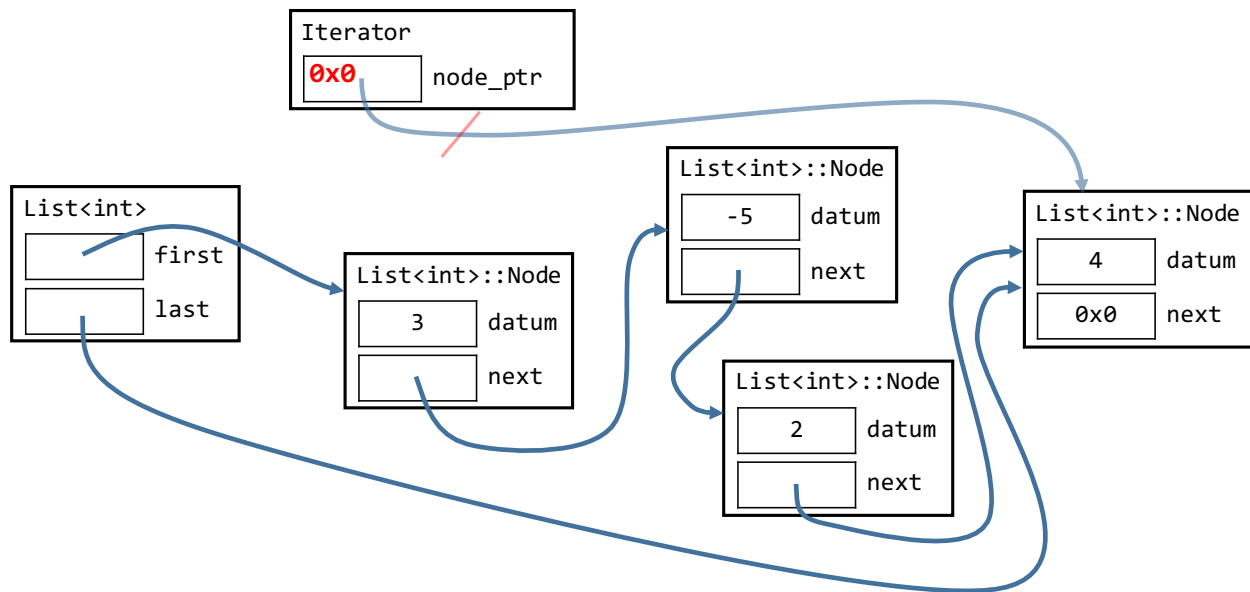 Iterator
0x0 node_ptr
List<int>
first
last
List<int>::Node
3 datum
next
List<int>::Node
-5 datum
next
List<int>::Node
2 datum
next
List<int>::Node
4 datum
0x0 next